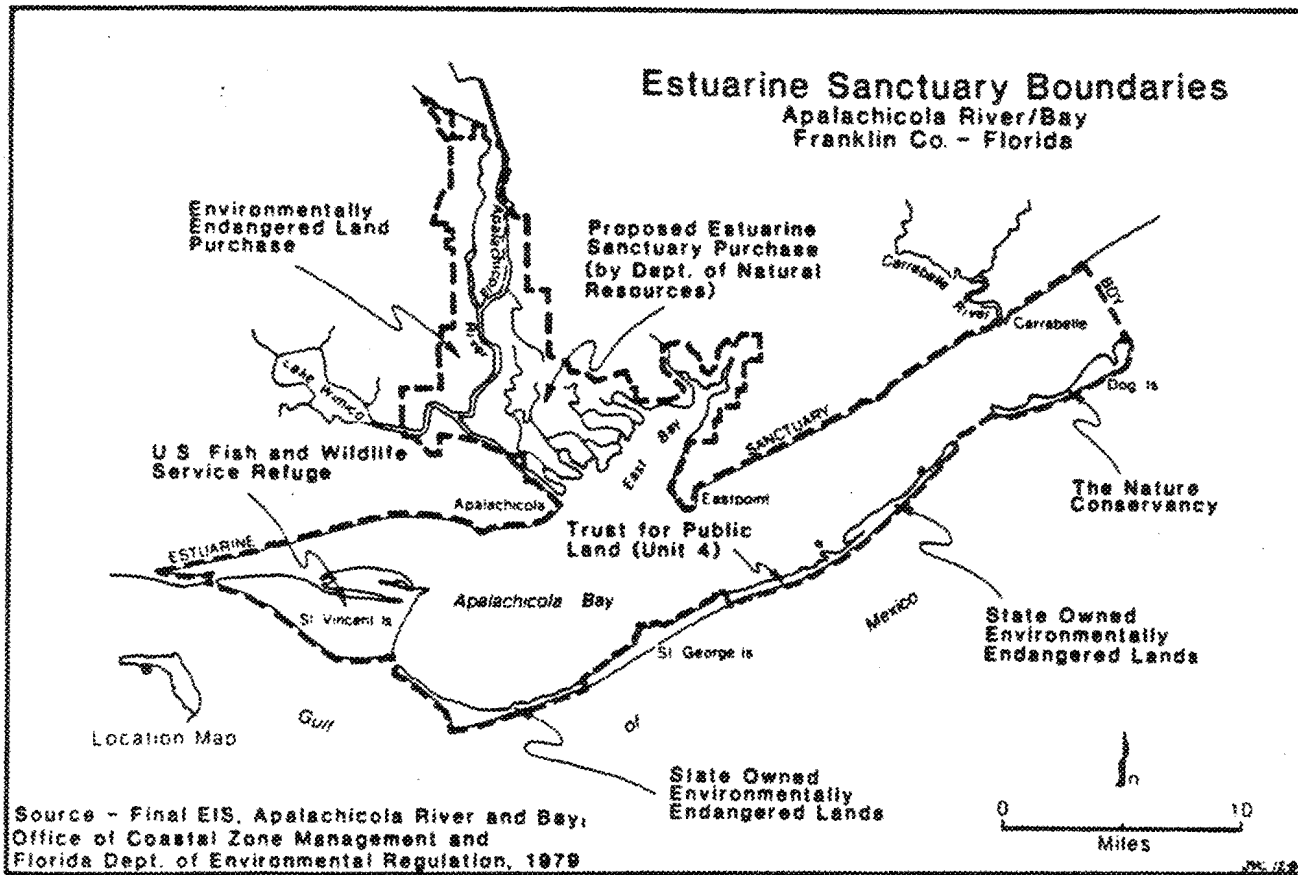 Estuarine Sanctuary Boundaries
Apalachicola River/Bay
Franklin Co. - Florida
Environmentally
Endangered Land
Purchase
Proposed Estuarine
Sanctuary Purchase
(by Dept. of Natural
Resources)
Apalachicola
River
Carrabelle
River
Carrabelle
BDY
Lake Wimico
Dog Is
SANCTUARY
East Bay
U.S. Fish and Wildlife
Service Refuge
Apalachicola
Eastpoint
The Nature
Conservancy
Trust for Public
Land (Unit 4)
ESTUARINE
Apalachicola Bay
St Vincent Is
St George Is
Mexico
State Owned
Environmentally
Endangered Lands
Location Map
Gulf
of
State Owned
Environmentally
Endangered Lands
n
0 10
Miles
Source - Final EIS, Apalachicola River and Bay,
Office of Coastal Zone Management and
Florida Dept. of Environmental Regulation, 1979